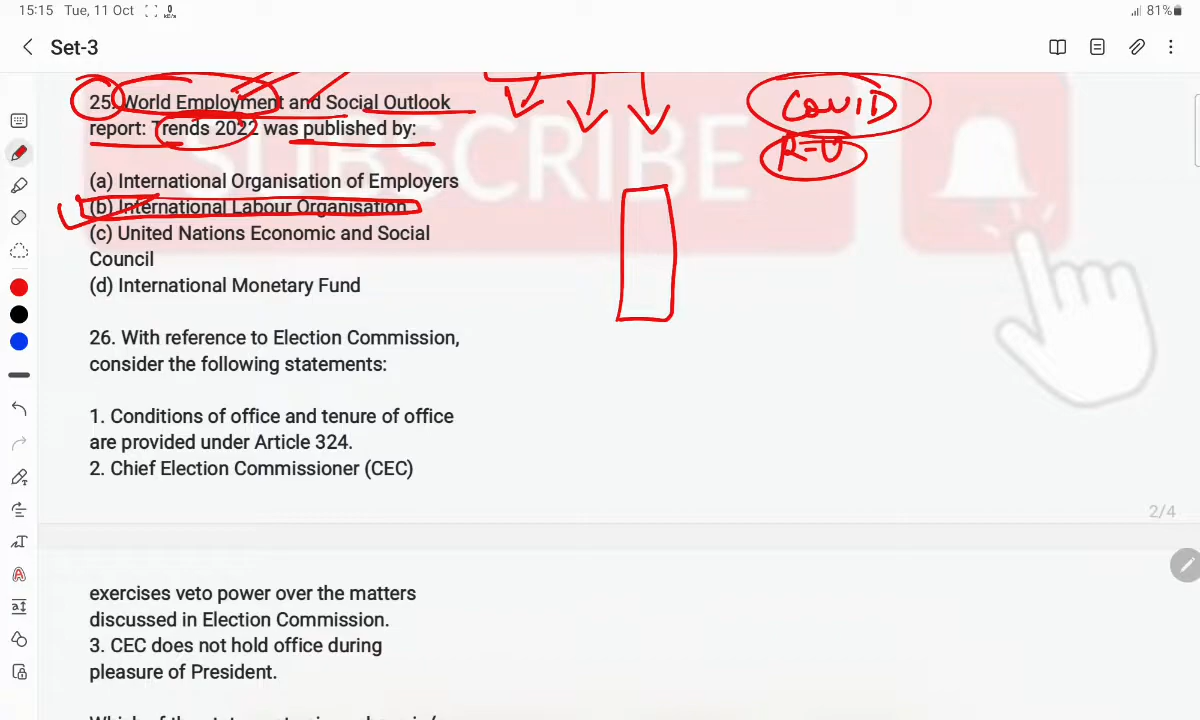 15:15 Tue, 11 Oct
81%
Set-3
SUBSCRIBE
25. World Employment and Social Outlook
report: Trends 2022 was published by:
(a) International Organisation of Employers
(b) International Labour Organisation
(c) United Nations Economic and Social
Council
(d) International Monetary Fund
COVID
R=U
26. With reference to Election Commission,
consider the following statements:
1. Conditions of office and tenure of office
are provided under Article 324.
2. Chief Election Commissioner (CEC)
2/4
exercises veto power over the matters
discussed in Election Commission.
3. CEC does not hold office during
pleasure of President.